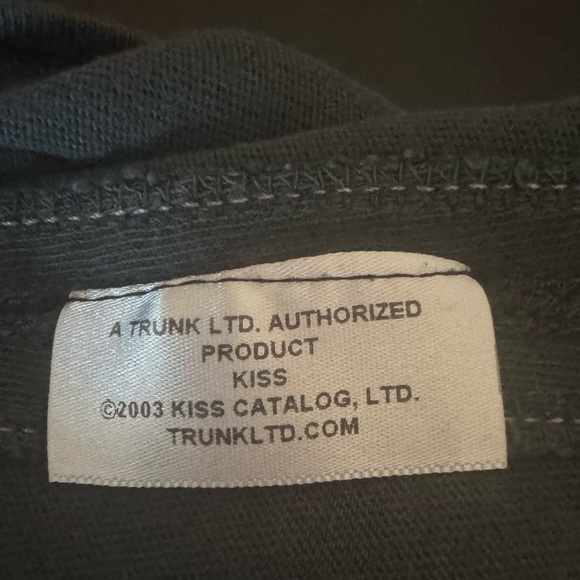 A TRUNK LTD. AUTHORIZED
PRODUCT
KISS
©2003 KISS CATALOG, LTD.
TRUNKLTD.COM